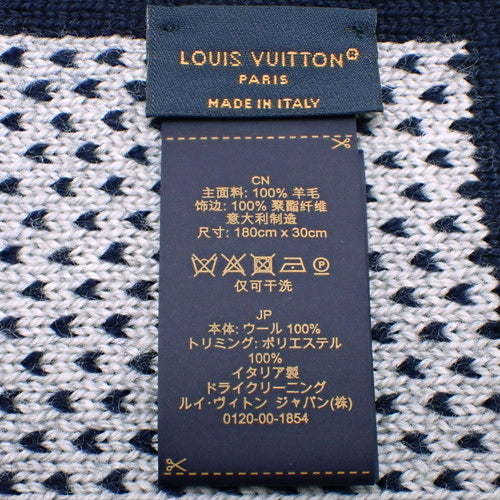 LOUIS VUITTON®
PARIS
MADE IN ITALY
CN
主面料: 100% 羊毛
饰边: 100% 聚酯纤维
意大利制造
尺寸: 180cm x 30cm
P
仅可干洗
JP
本体: ウール 100%
トリミング: ポリエステル
100%
イタリア製
ドライクリーニング
ルイ·ヴィトン ジャパン(株)
0120-00-1854